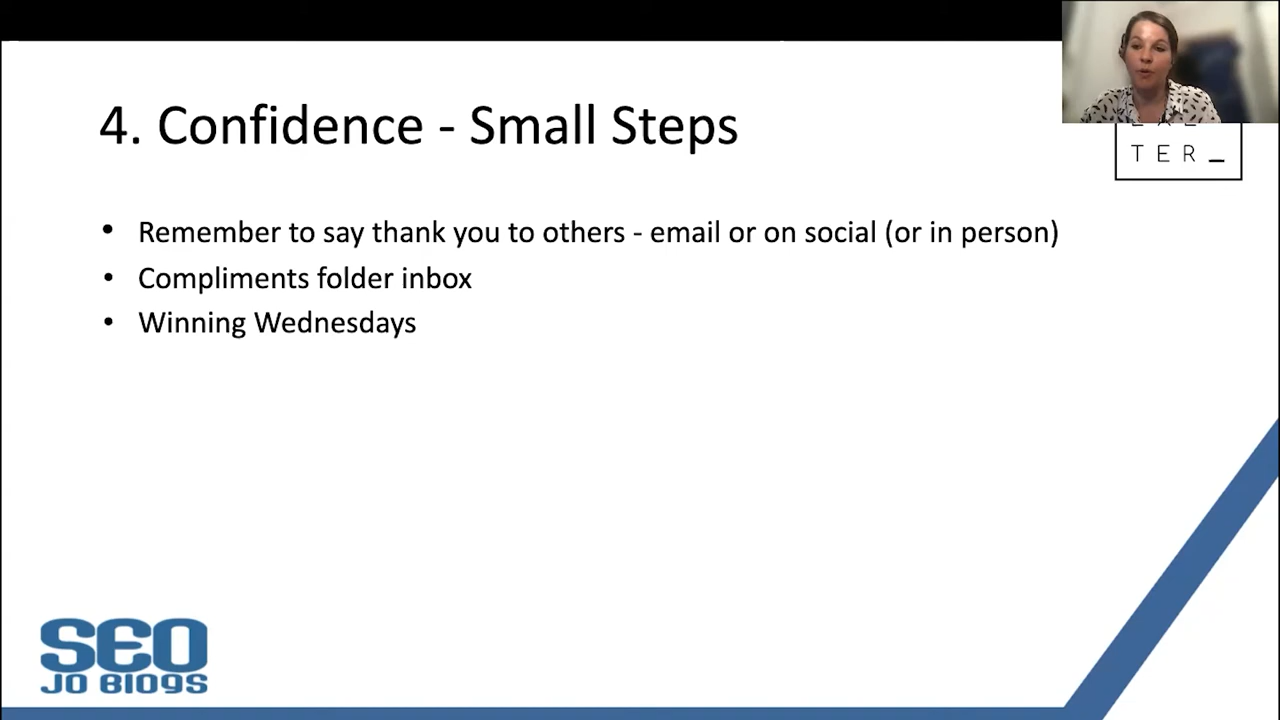 4. Confidence - Small Steps
TER_
• Remember to say thank you to others - email or on social (or in person)
• Compliments folder inbox
• Winning Wednesdays
SEO
JO BLOGS